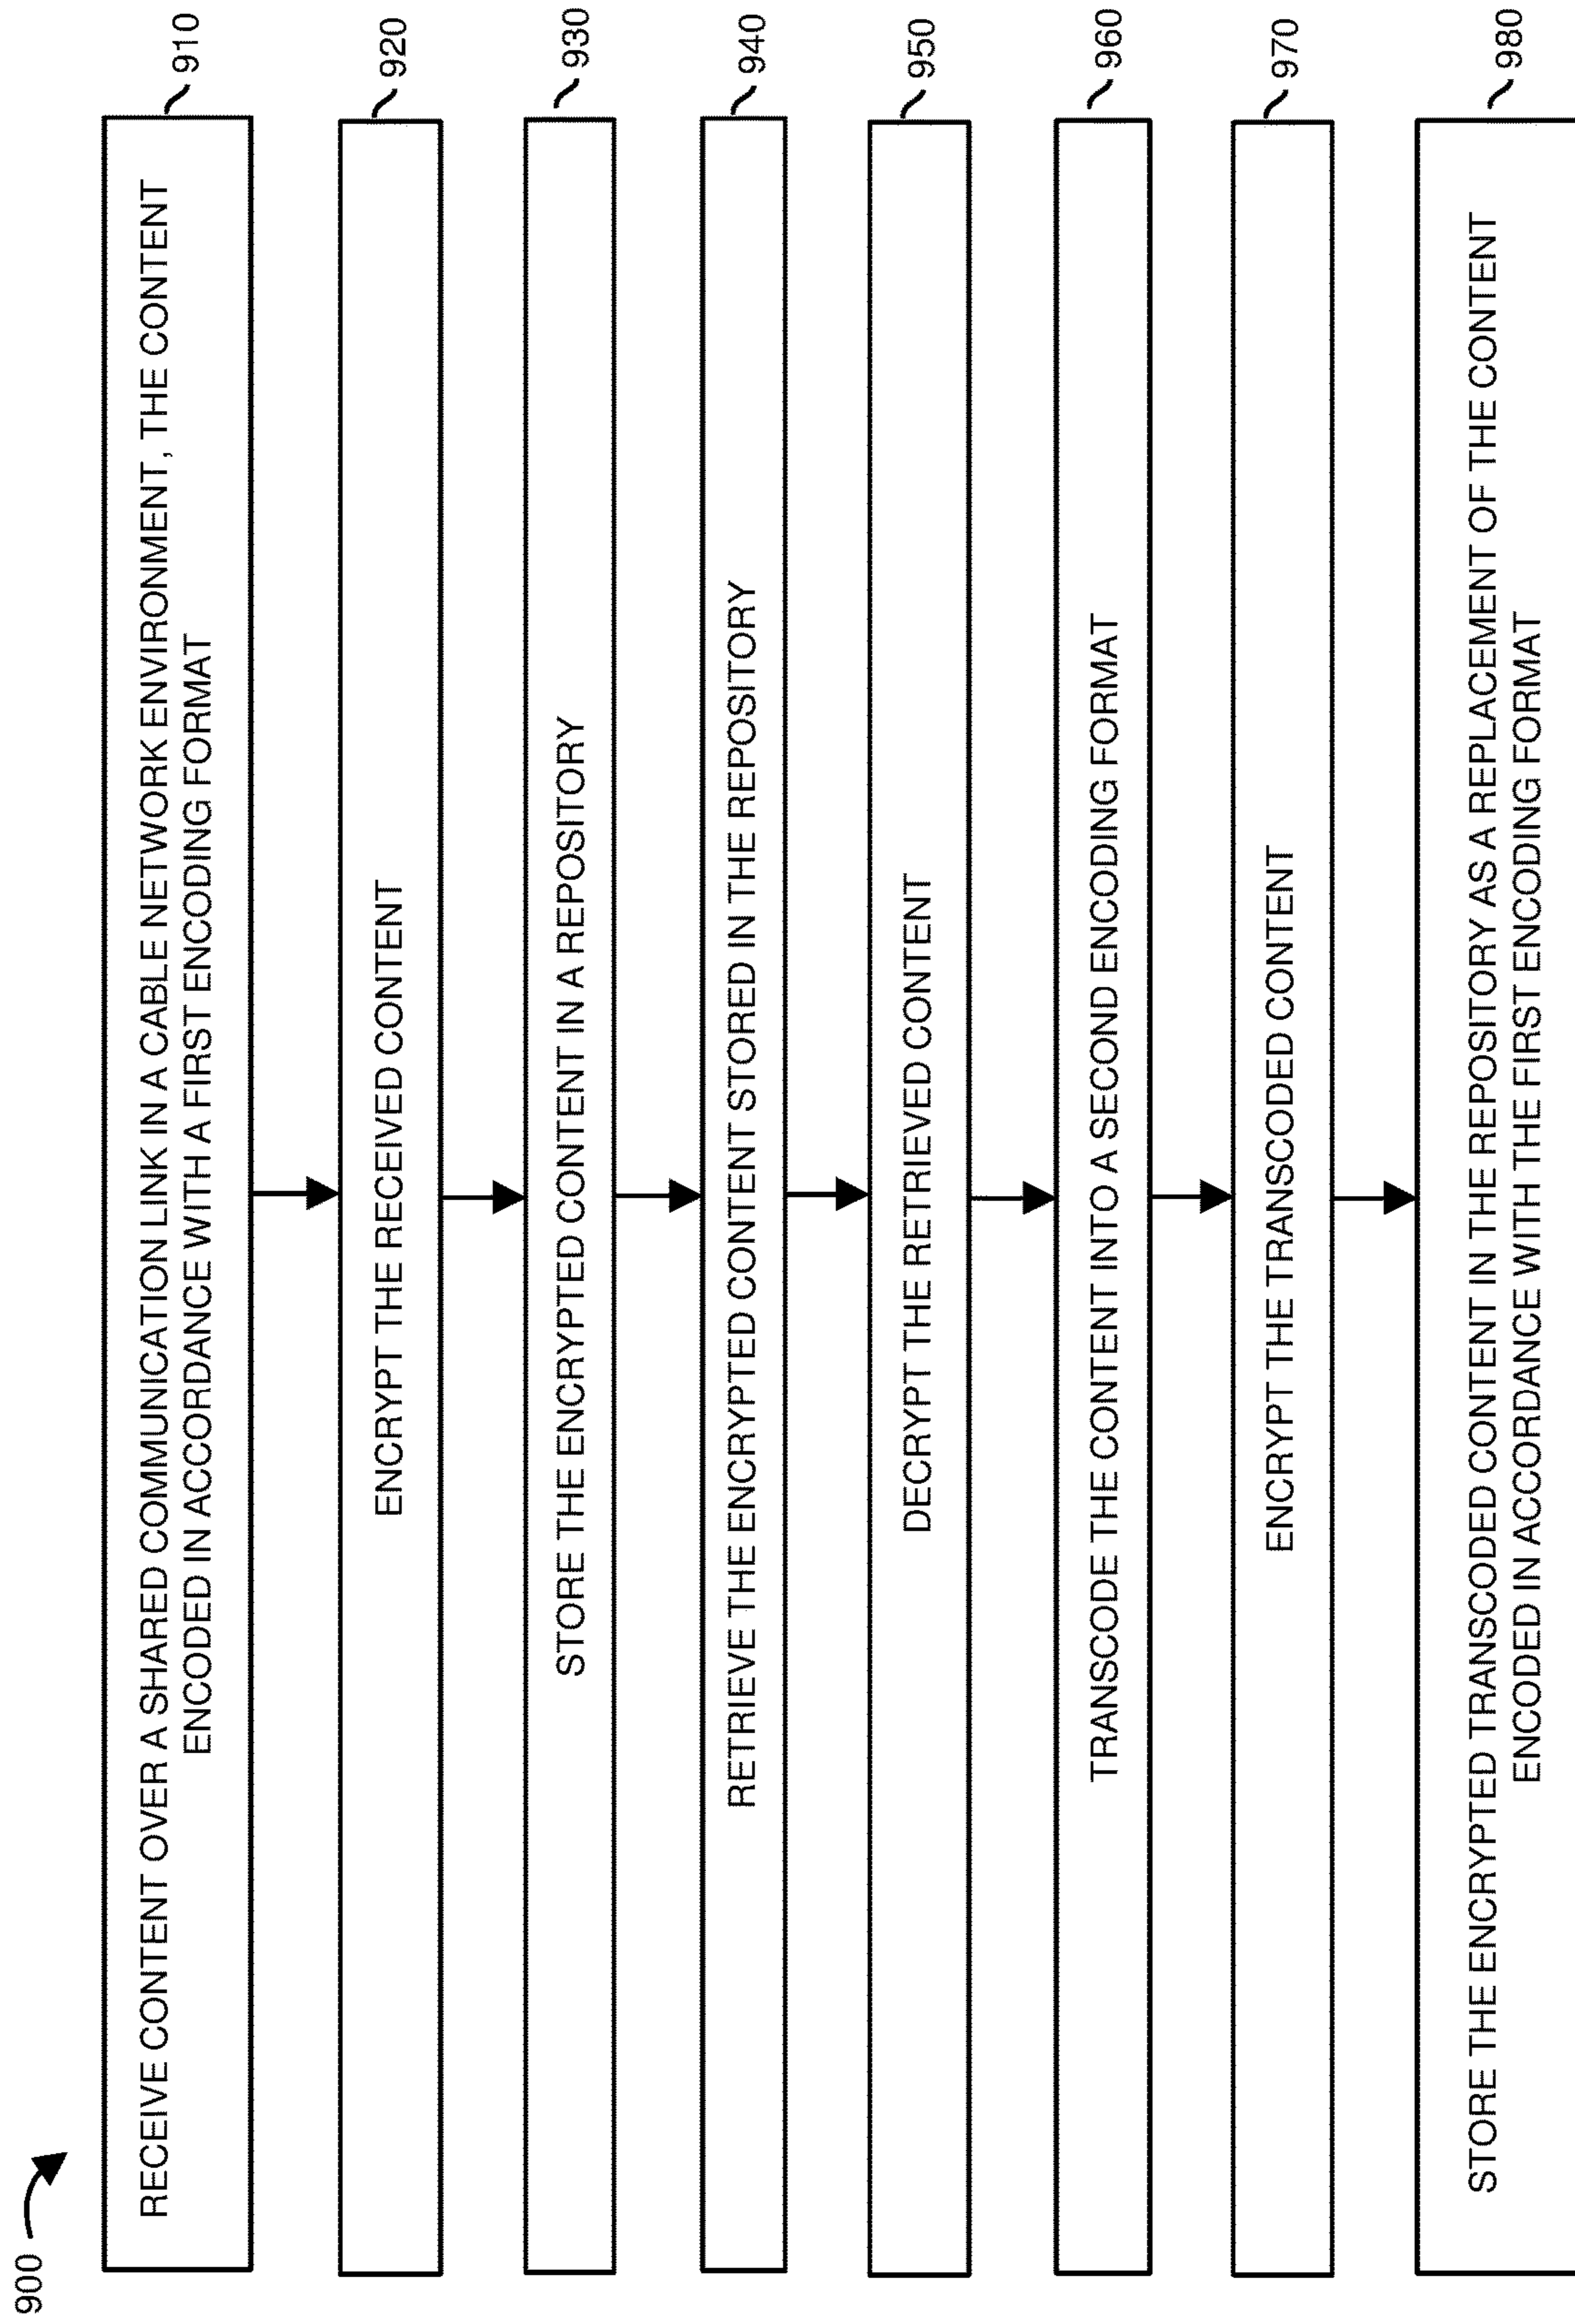 900
RECEIVE CONTENT OVER A SHARED COMMUNICATION LINK IN A CABLE NETWORK ENVIRONMENT, THE CONTENT
ENCODED IN ACCORDANCE WITH A FIRST ENCODING FORMAT
910
ENCRYPT THE RECEIVED CONTENT
920
STORE THE ENCRYPTED CONTENT IN A REPOSITORY
930
RETRIEVE THE ENCRYPTED CONTENT STORED IN THE REPOSITORY
940
DECRYPT THE RETRIEVED CONTENT
950
TRANSCODE THE CONTENT INTO A SECOND ENCODING FORMAT
960
ENCRYPT THE TRANSCODED CONTENT
970
STORE THE ENCRYPTED TRANSCODED CONTENT IN THE REPOSITORY AS A REPLACEMENT OF THE CONTENT
ENCODED IN ACCORDANCE WITH THE FIRST ENCODING FORMAT
980